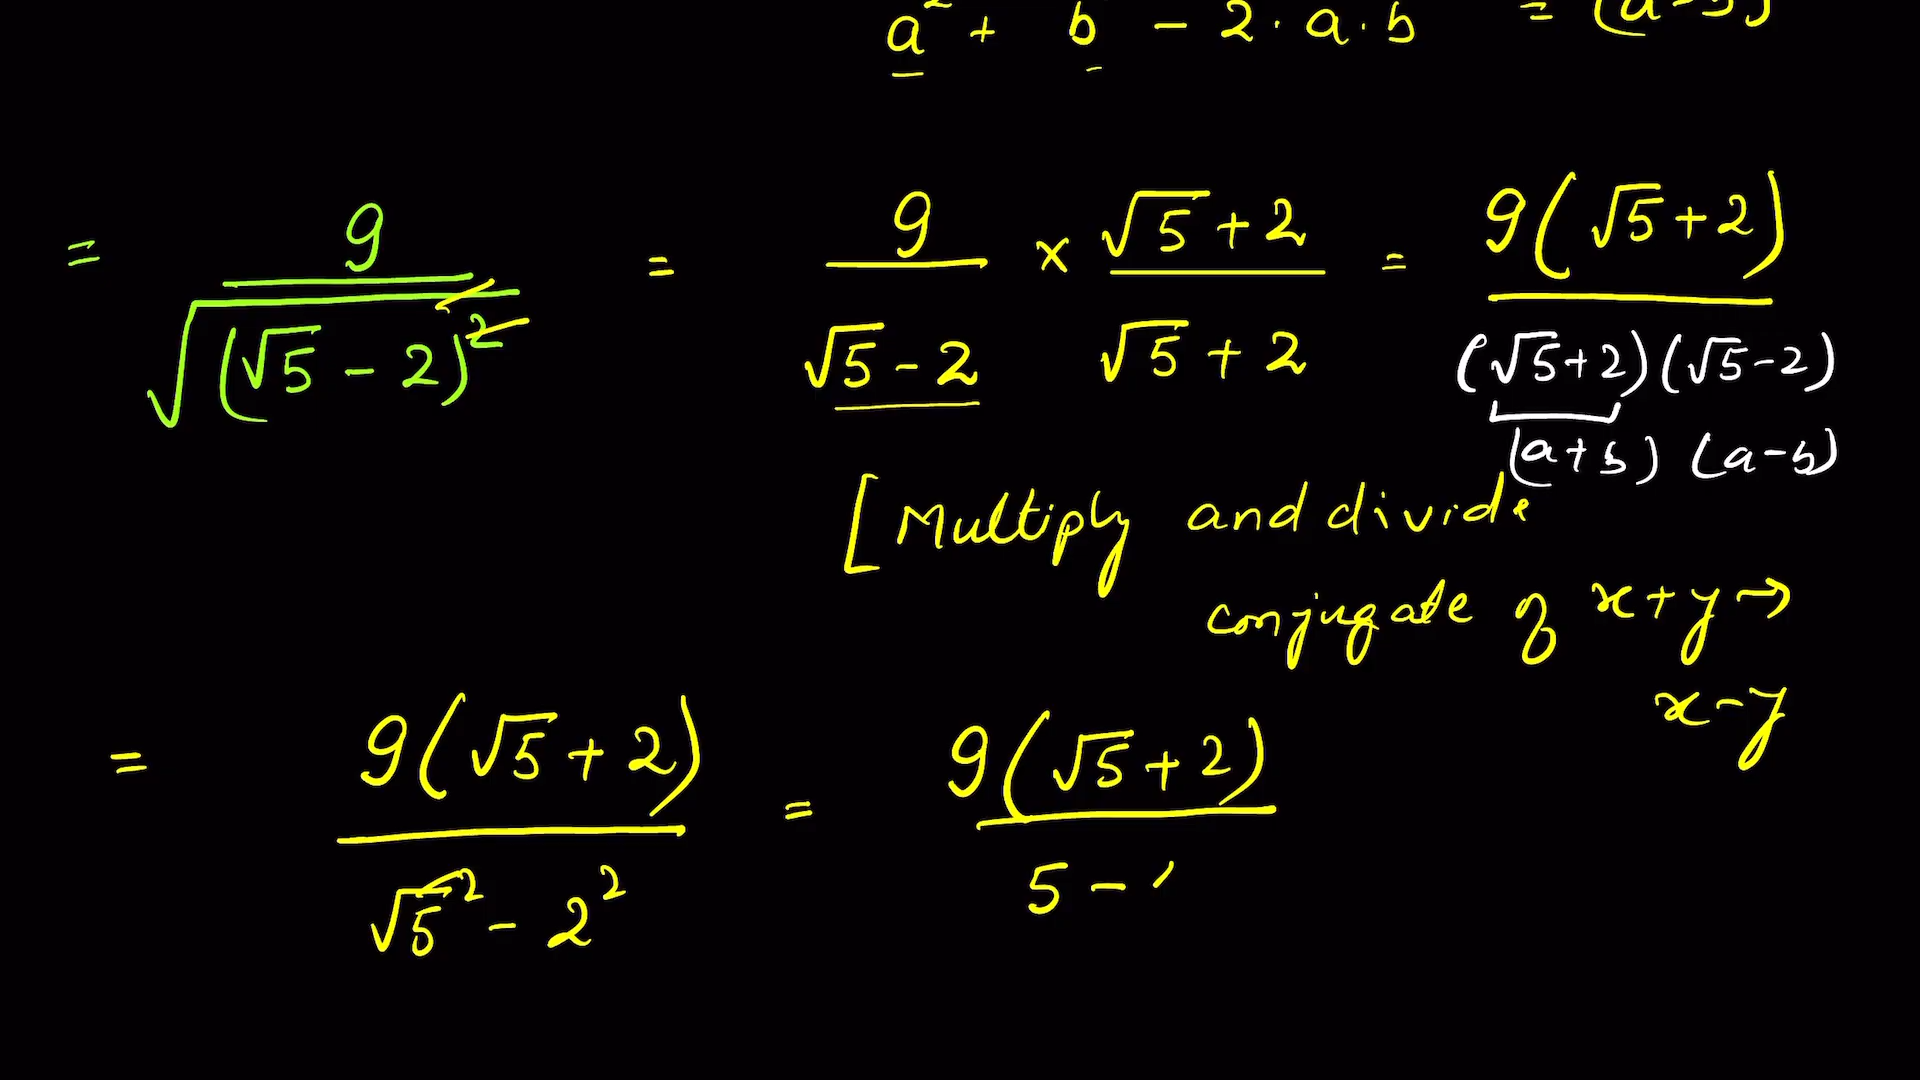 a² + b - 2·a·b = (a-b)
= 9/√(√5 - 2)² = 9/(√5 - 2) × (√5 + 2)/(√5 + 2) = 9(√5 + 2)/(√5+2)(√5-2)
(a+b) (a-b)
[Multiply and divide
conjugate of x+y →
x-y
= 9(√5 + 2)/(√5² - 2²) = 9(√5 + 2)/5 -